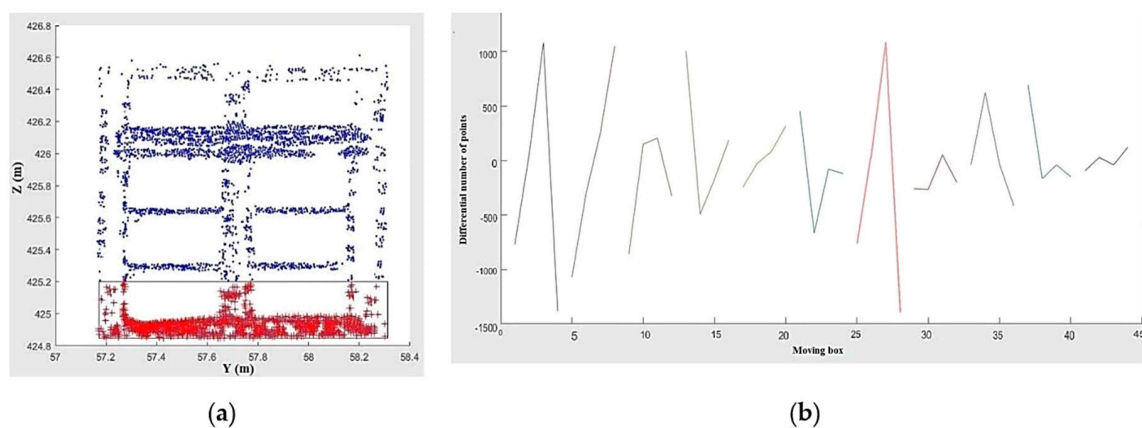 426.8
426.6
426.4
426.2
426
425.8
425.6
425.4
425.2
425
424.8
Z (m)
57 57.2 57.4 57.6 57.8 58 58.2 58.4
Y (m)
(a)
1000
500
0
-500
-1000
-1500
Differential number of points
0 5 10 15 20 25 30 35 40 45
Moving box
(b)